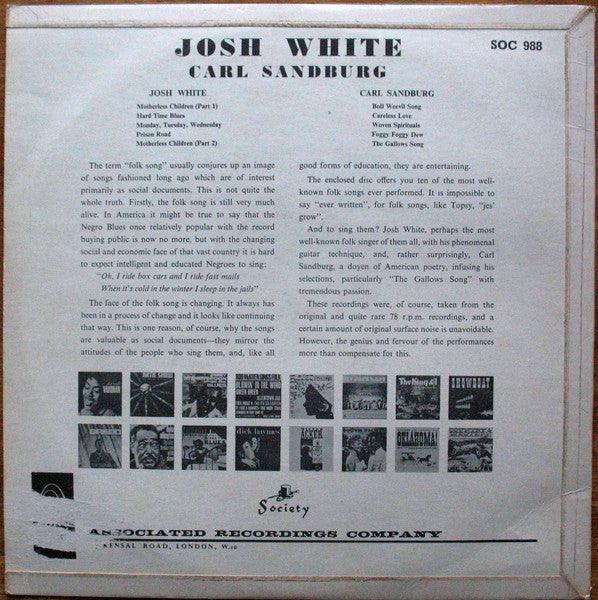 JOSH WHITE
SOC 988
CARL SANDBURG
JOSH WHITE
Motherless Children (Part 1)
Hard Time Blues
Monday, Tuesday, Wednesday
Prison Road
Motherless Children (Part 2)
CARL SANDBURG
Boll Weevil Song
Careless Love
Woven Spirituals
Foggy Foggy Dew
The Gallows Song
The term "folk song" usually conjures up an image
of songs fashioned long ago which are of interest
primarily as social documents. This is not quite the
whole truth. Firstly, the folk song is still very much
alive. In America it might be true to say that the
Negro Blues once relatively popular with the record
buying public is now no more, but with the changing
social and economic face of that vast country it is hard
to expect intelligent and educated Negroes to sing:
"Oh, I ride box cars and I ride fast mails
When it's cold in the winter I sleep in the jails"
The face of the folk song is changing. It always has
been in a process of change and it looks like continuing
that way. This is one reason, of course, why the songs
are valuable as social documents—they mirror the
attitudes of the people who sing them, and, like all
good forms of education, they are entertaining.
The enclosed disc offers you ten of the most well-
known folk songs ever performed. It is impossible to
say "ever written", for folk songs, like Topsy, "jes'
grow".
And to sing them? Josh White, perhaps the most
well-known folk singer of them all, with his phenomenal
guitar technique, and, rather surprisingly, Carl
Sandburg, a doyen of American poetry, infusing his
selections, particularly "The Gallows Song" with
tremendous passion.
These recordings were, of course, taken from the
original and quite rare 78 r.p.m. recordings, and a
certain amount of original surface noise is unavoidable.
However, the genius and fervour of the performances
more than compensate for this.
BLOWIN' IN THE WIND
GREEN GREEN
The King & I
SHOWBOAT
dick haymes
OKLAHOMA!
Society
ASSOCIATED RECORDINGS COMPANY
KENSAL ROAD, LONDON, W.10